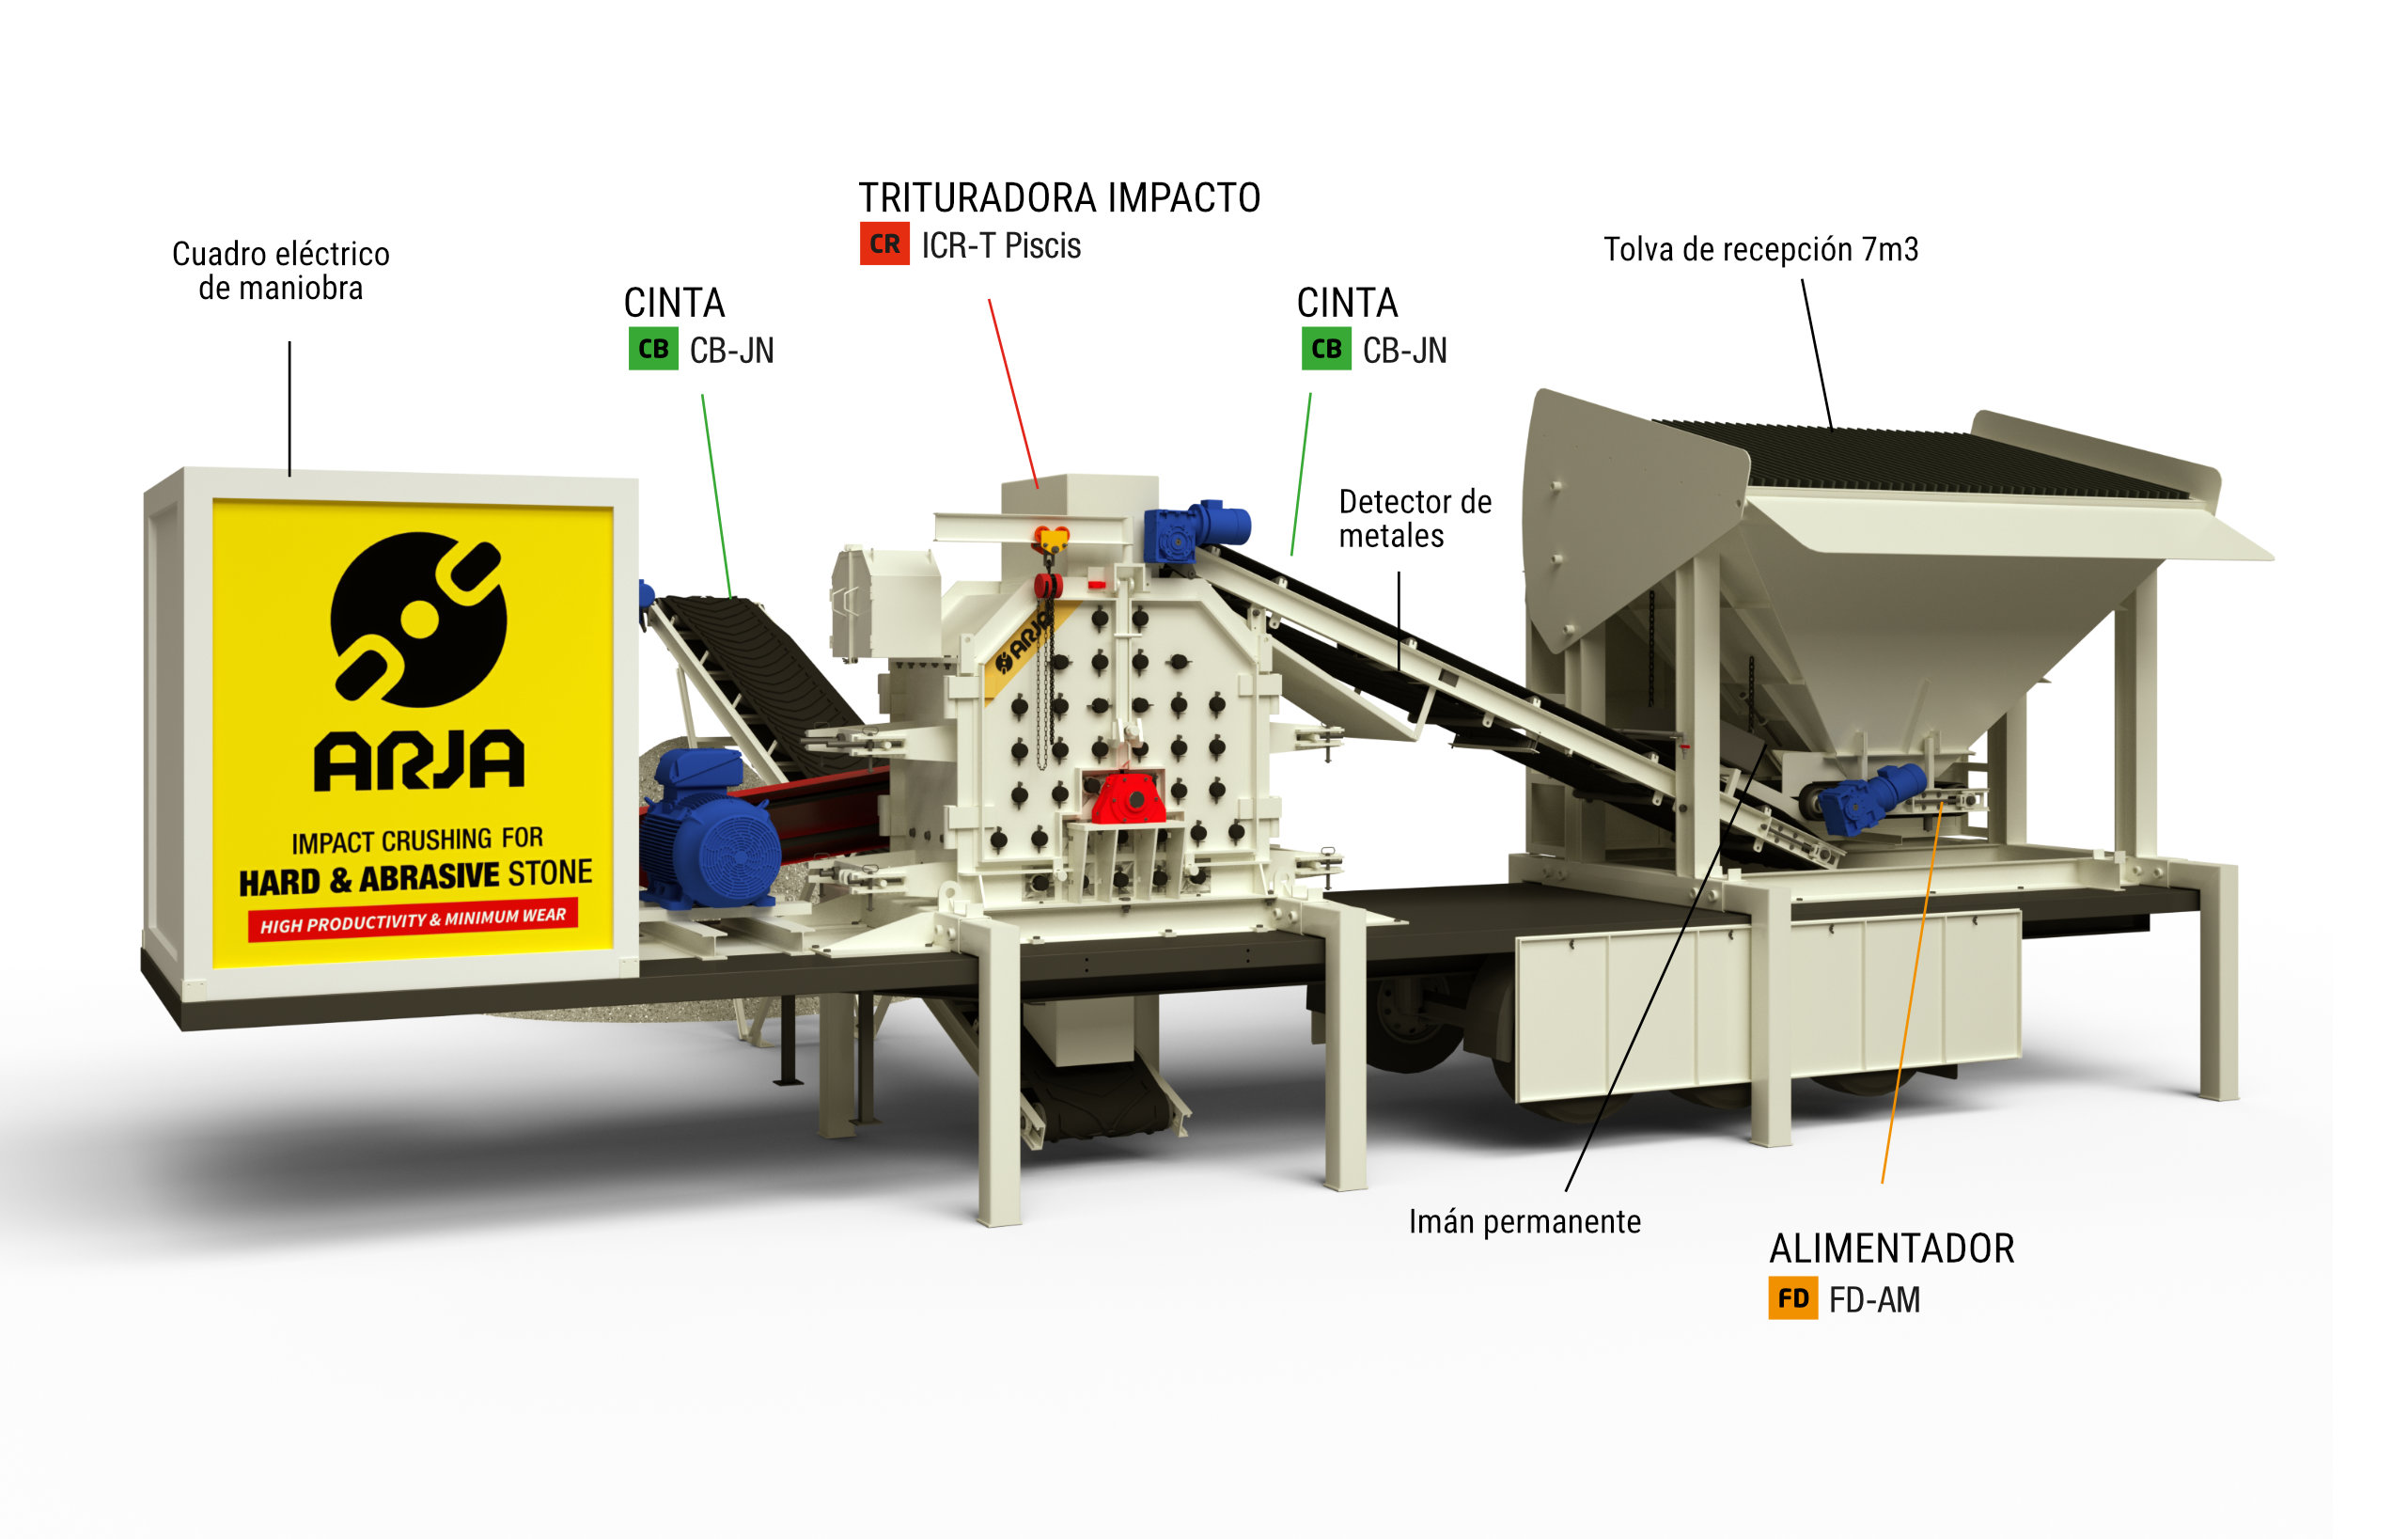 TRITURADORA IMPACTO
CR ICR-T Piscis
Cuadro eléctrico
de maniobra
Tolva de recepción 7m3
CINTA
CB CB-JN
CINTA
CB CB-JN
Detector de
metales
ARJA
ARJA
IMPACT CRUSHING FOR
HARD & ABRASIVE STONE
HIGH PRODUCTIVITY & MINIMUM WEAR
Imán permanente
ALIMENTADOR
FD FD-AM